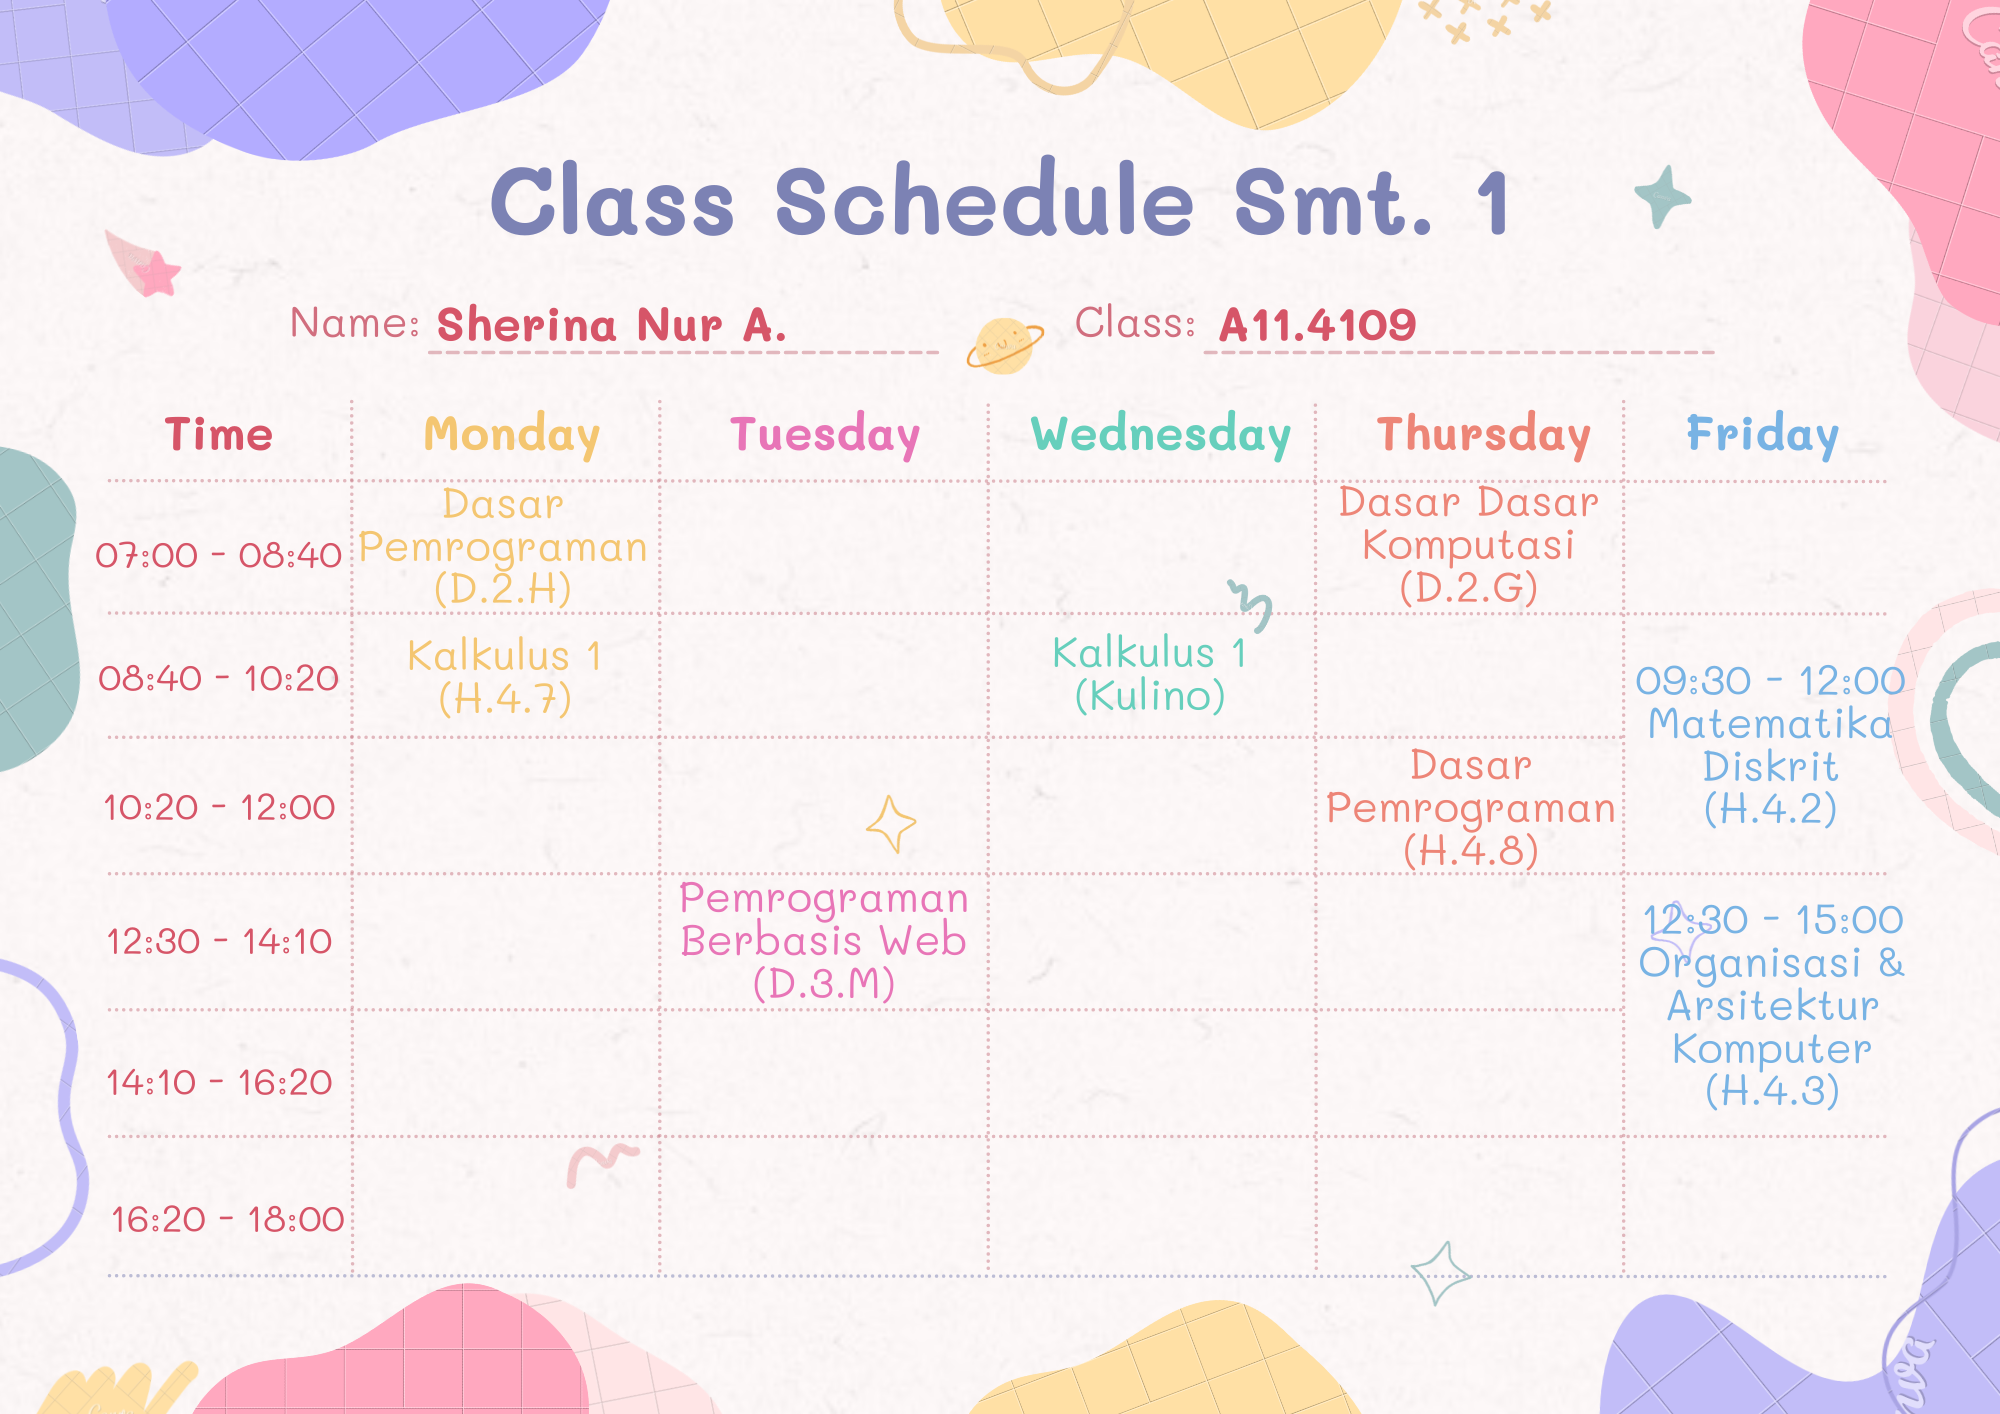 Class Schedule Smt. 1
Name: Sherina Nur A.
Class: A11.4109
Time
Monday
Tuesday
Wednesday
Thursday
Friday
07:00 - 08:40
Dasar
Pemrograman
(D.2.H)
Dasar Dasar
Komputasi
(D.2.G)
08:40 - 10:20
Kalkulus 1
(H.4.7)
Kalkulus 1
(Kulino)
09:30 - 12:00
Matematika
Diskrit
(H.4.2)
10:20 - 12:00
Dasar
Pemrograman
(H.4.8)
12:30 - 14:10
Pemrograman
Berbasis Web
(D.3.M)
12:30 - 15:00
Organisasi &
Arsitektur
Komputer
(H.4.3)
14:10 - 16:20
16:20 - 18:00